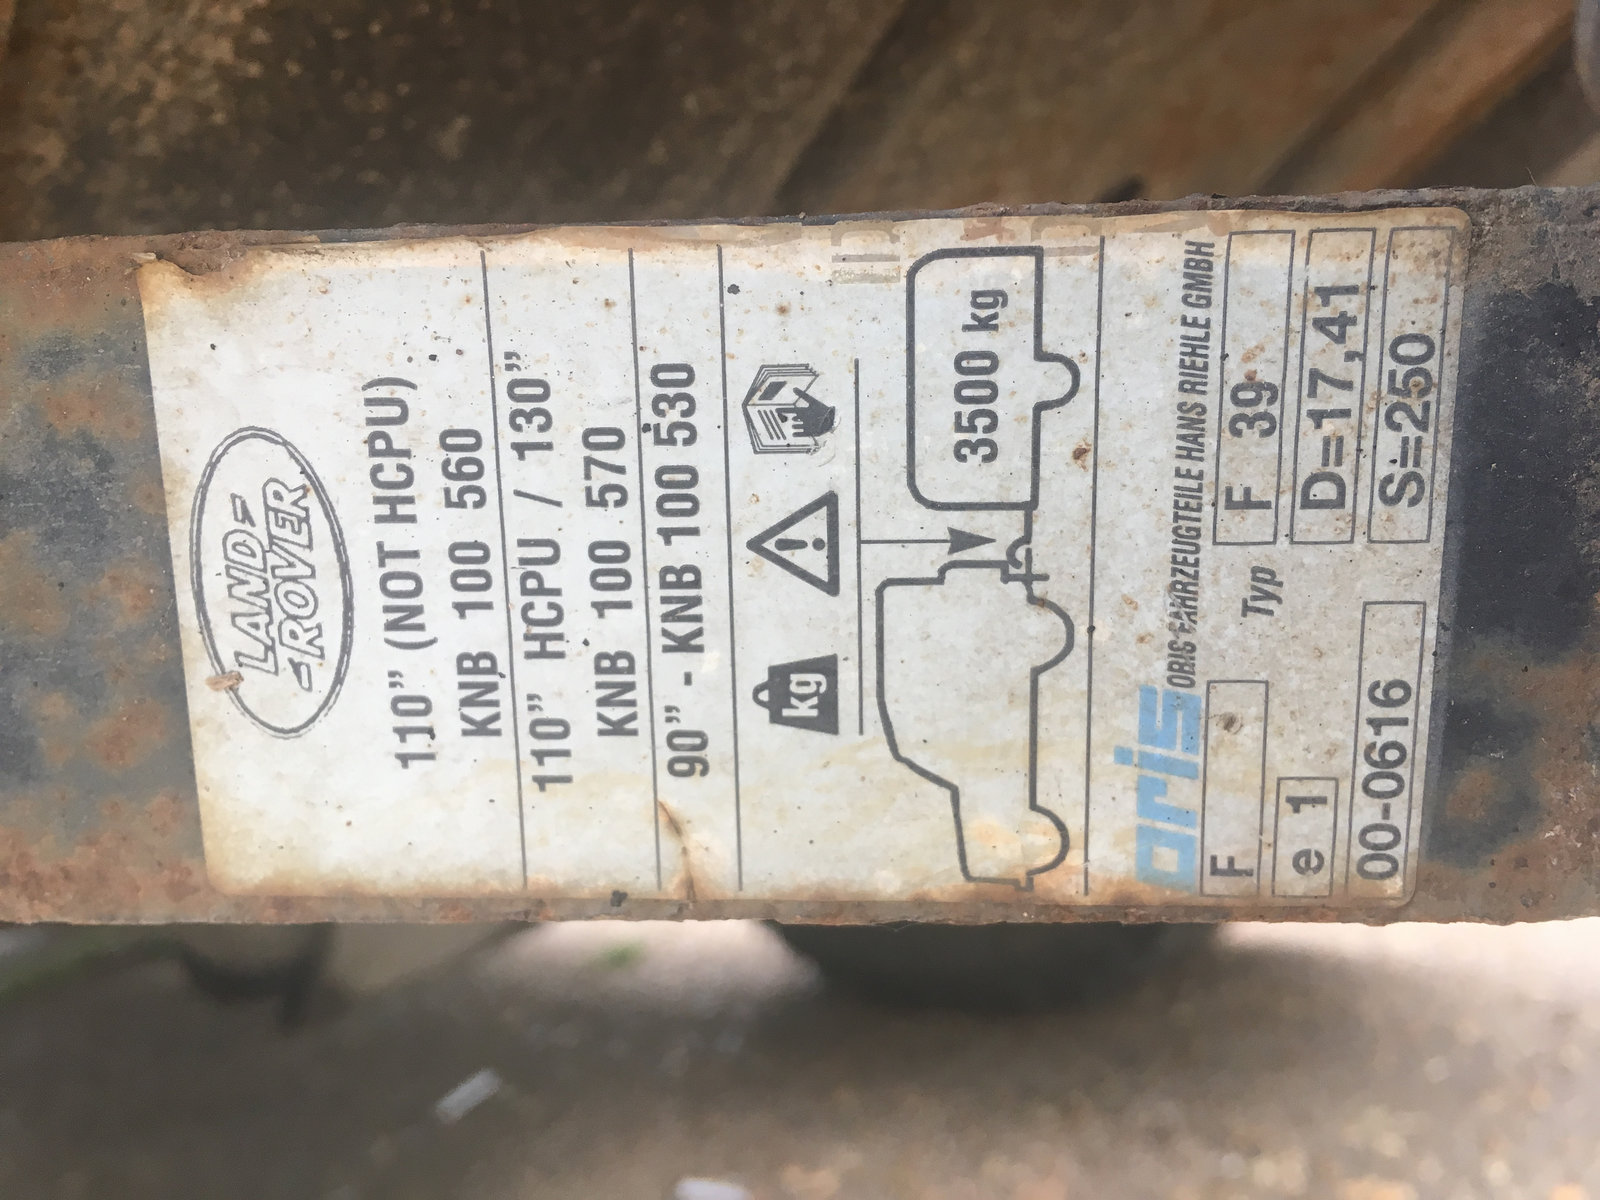 LAND
ROVER
110” (NOT HCPU)
KNB 100 560
110” HCPU / 130”
KNB 100 570
90” - KNB 100 530
kg
3500 kg
oris
ORIS FAHRZEUGTEILE HANS RIEHLE GMBH
F Typ F 39
e 1 D=17,41
00-0616 S=250